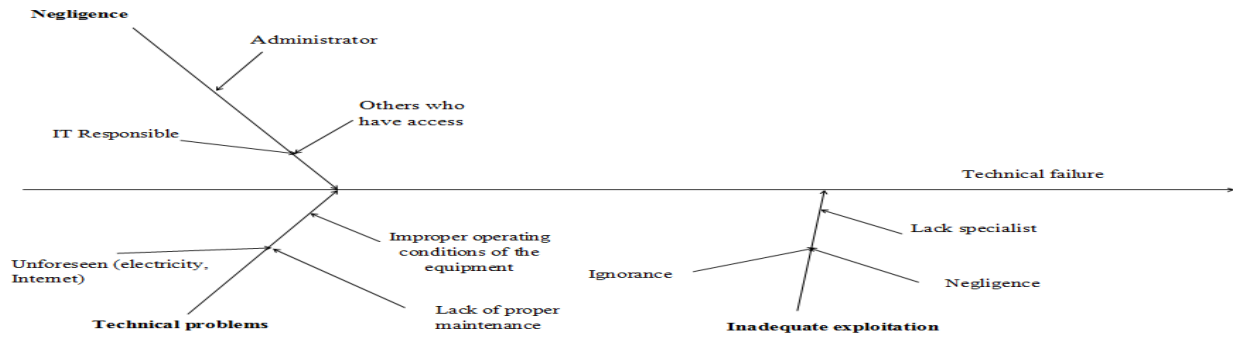 Negligence
Administrator
Others who
have access
IT Responsible
Technical failure
Improper operating
conditions of the
equipment
Unforeseen (electricity,
Internet)
Lack of proper
maintenance
Technical problems
Lack specialist
Ignorance
Negligence
Inadequate exploitation